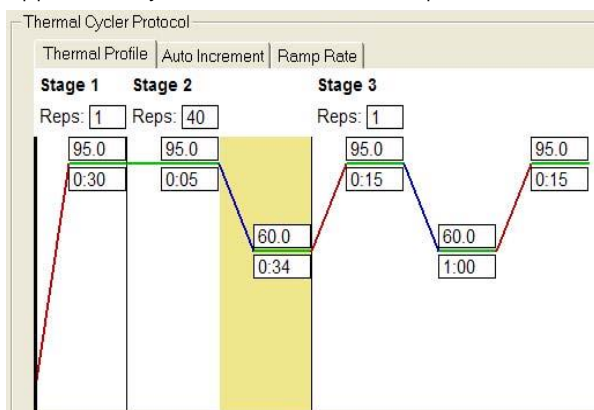 Thermal Cycler Protocol
Thermal Profile Auto Increment Ramp Rate
Stage 1 Stage 2 Stage 3
Reps: 1 Reps: 40 Reps: 1
95.0 95.0 95.0 95.0
0:30 0:05 0:15 0:15
60.0 60.0
0:34 1:00